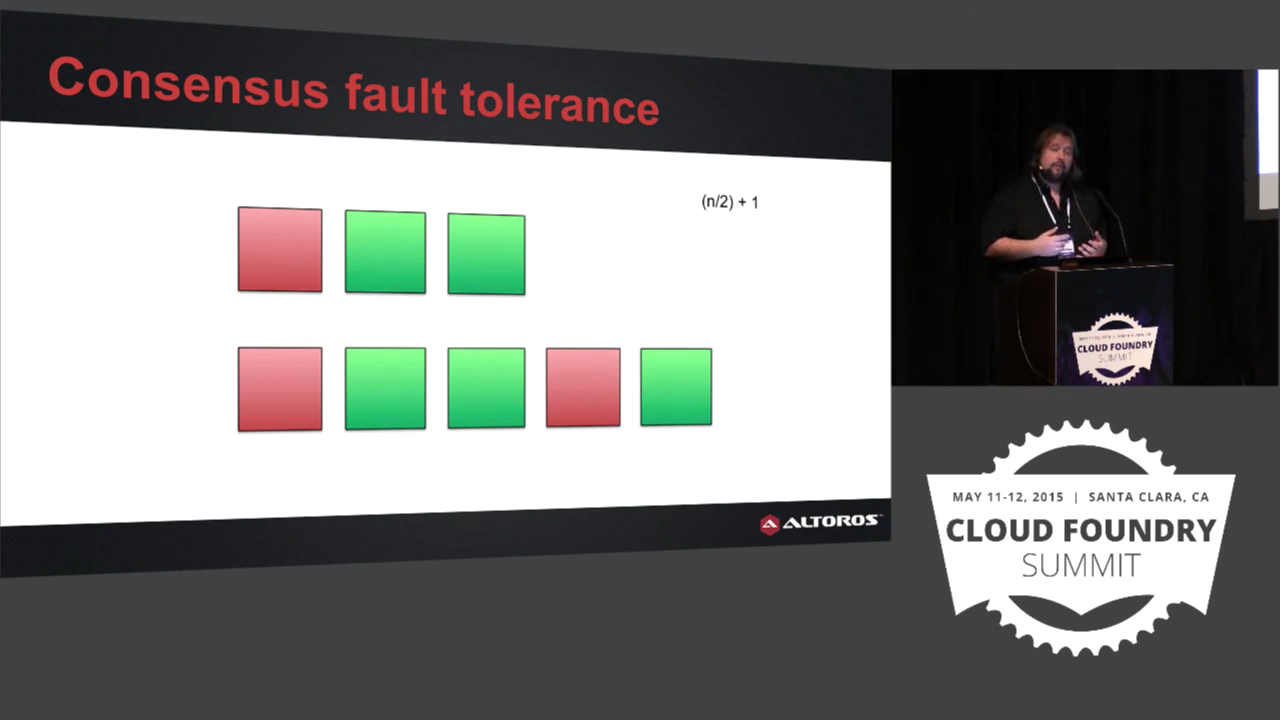 Consensus fault tolerance
(n/2) + 1
ALTOROS
CLOUD FOUNDRY
SUMMIT
MAY 11-12, 2015 | SANTA CLARA, CA
CLOUD FOUNDRY
SUMMIT